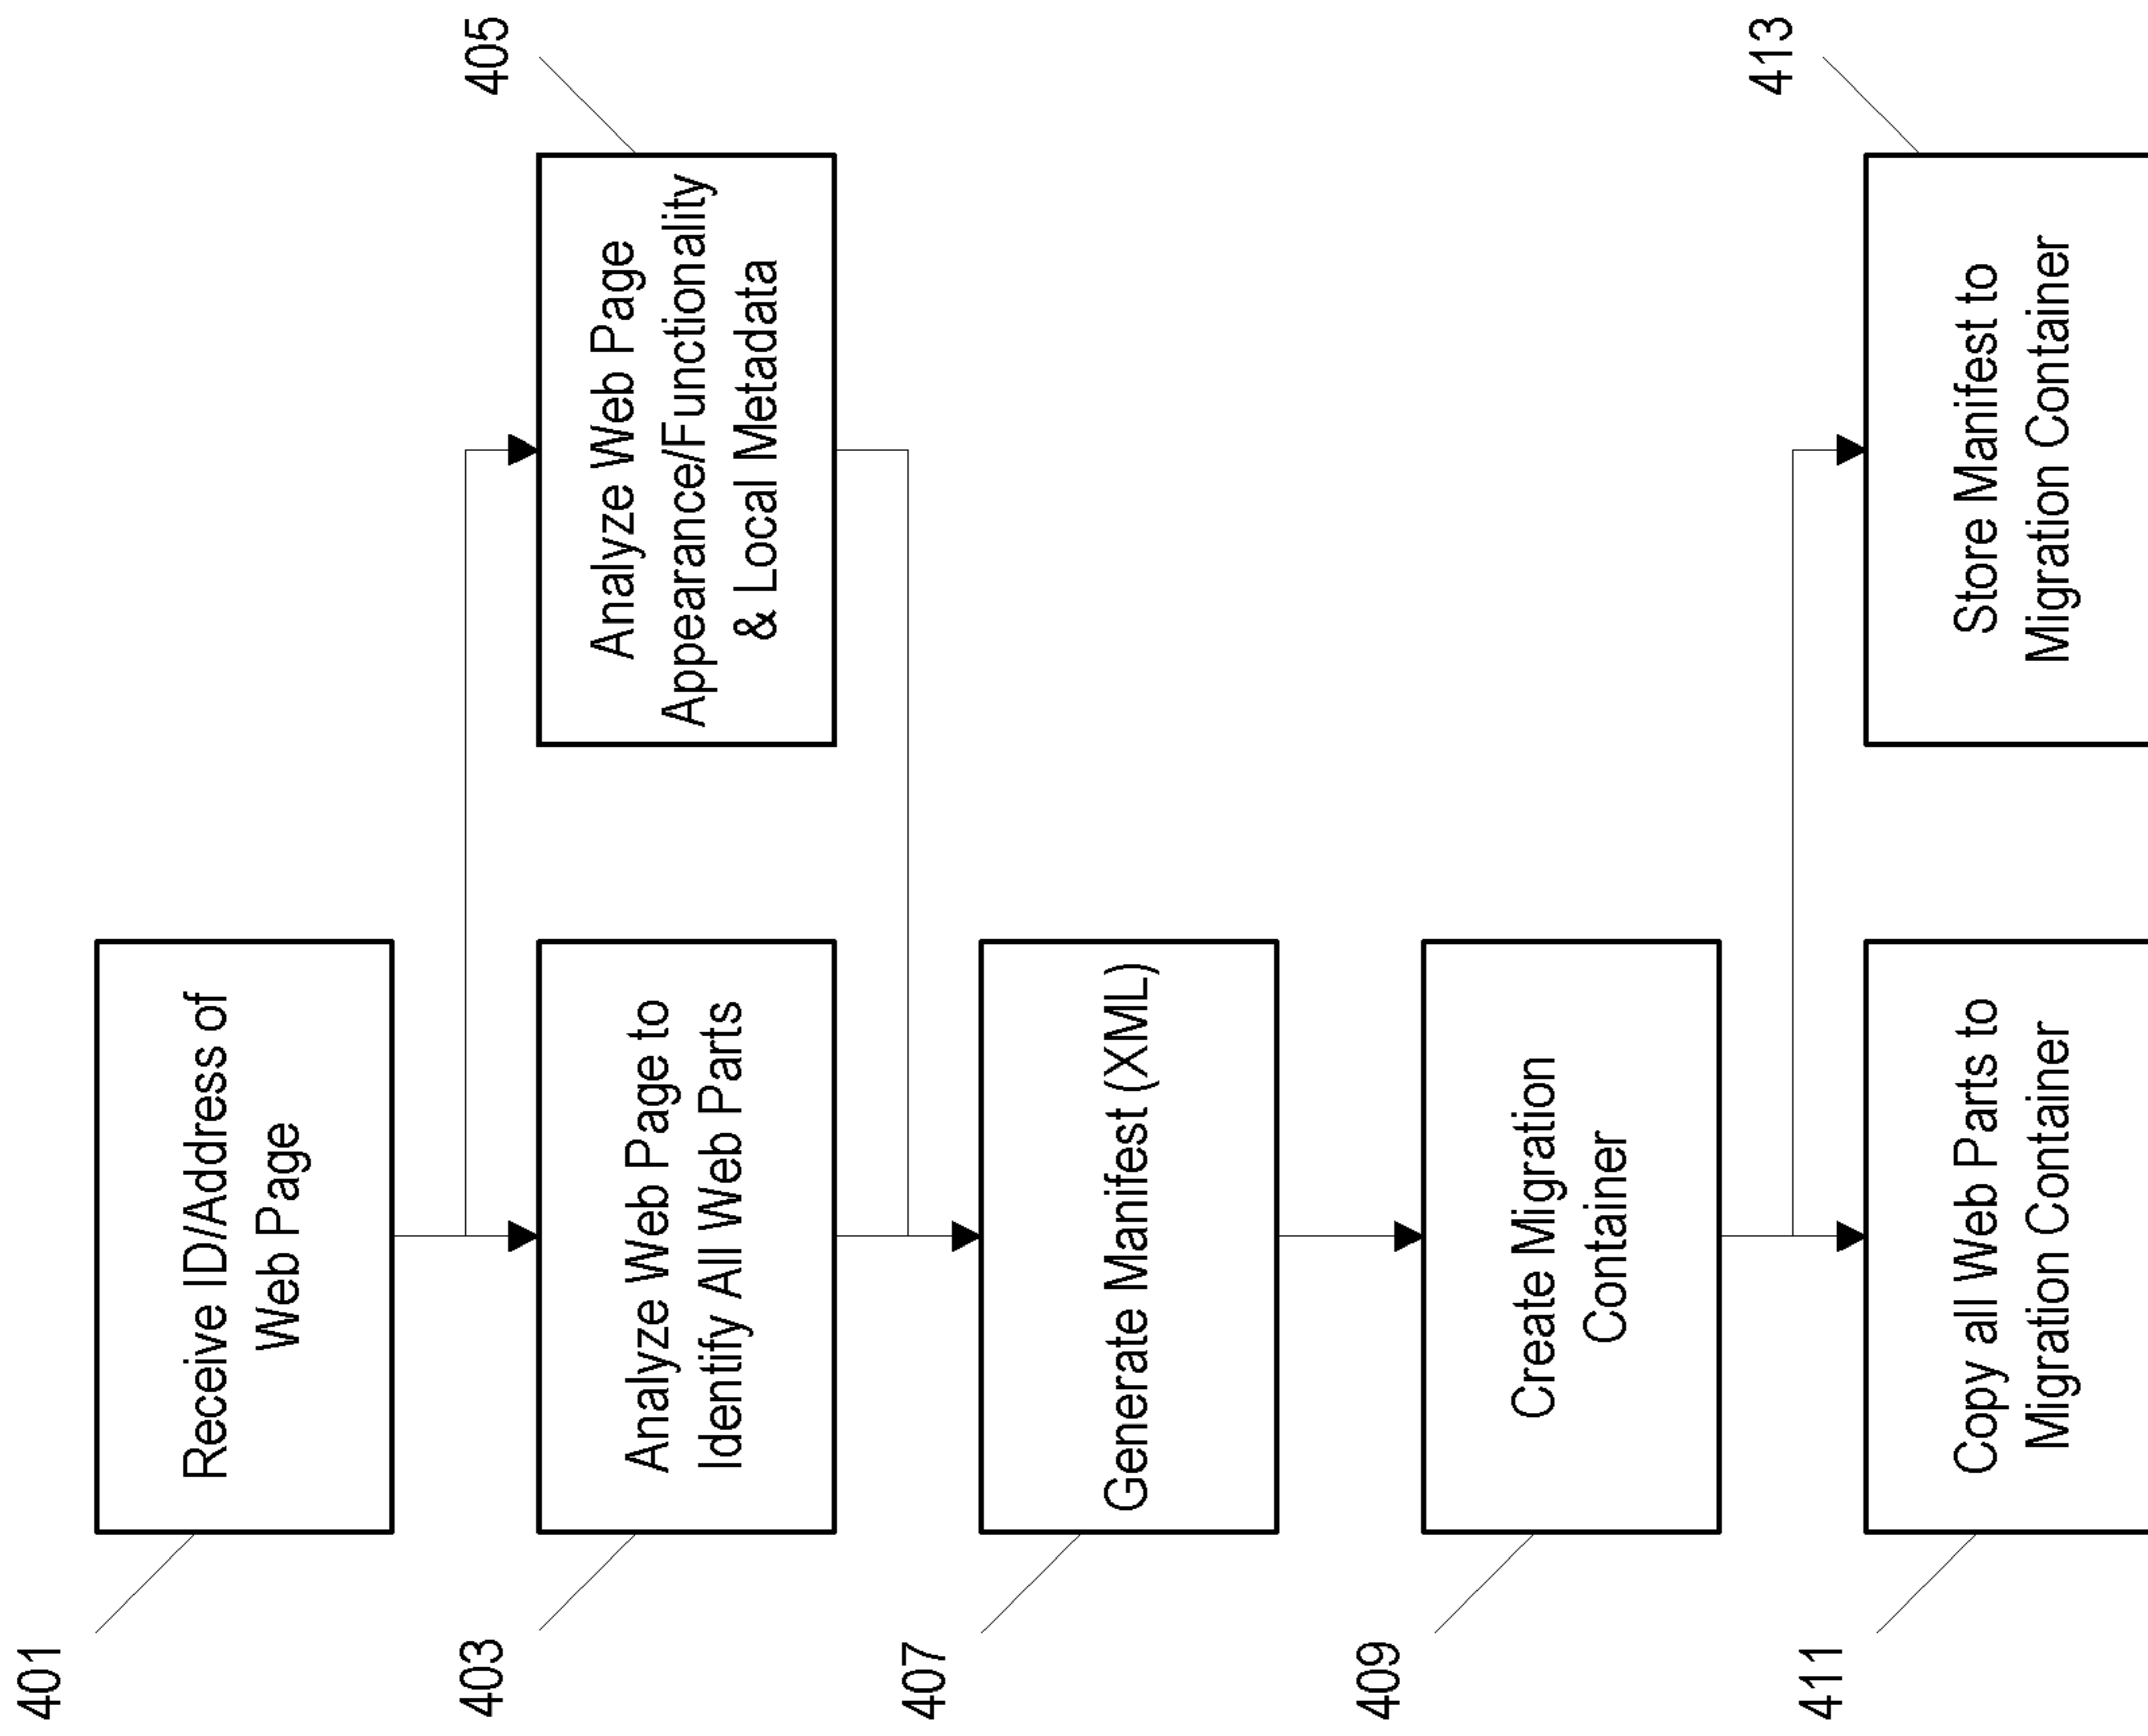 401
Receive ID/Address of
Web Page
403
Analyze Web Page to
Identify All Web Parts
405
Analyze Web Page
Appearance/Functionality
& Local Metadata
407
Generate Manifest (XML)
409
Create Migration
Container
411
Copy all Web Parts to
Migration Container
413
Store Manifest to
Migration Container